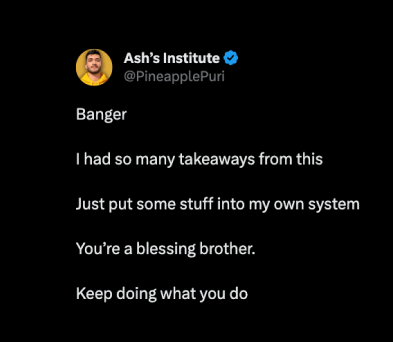 Ash's Institute
@PineapplePuri
Banger
I had so many takeaways from this
Just put some stuff into my own system
You're a blessing brother.
Keep doing what you do